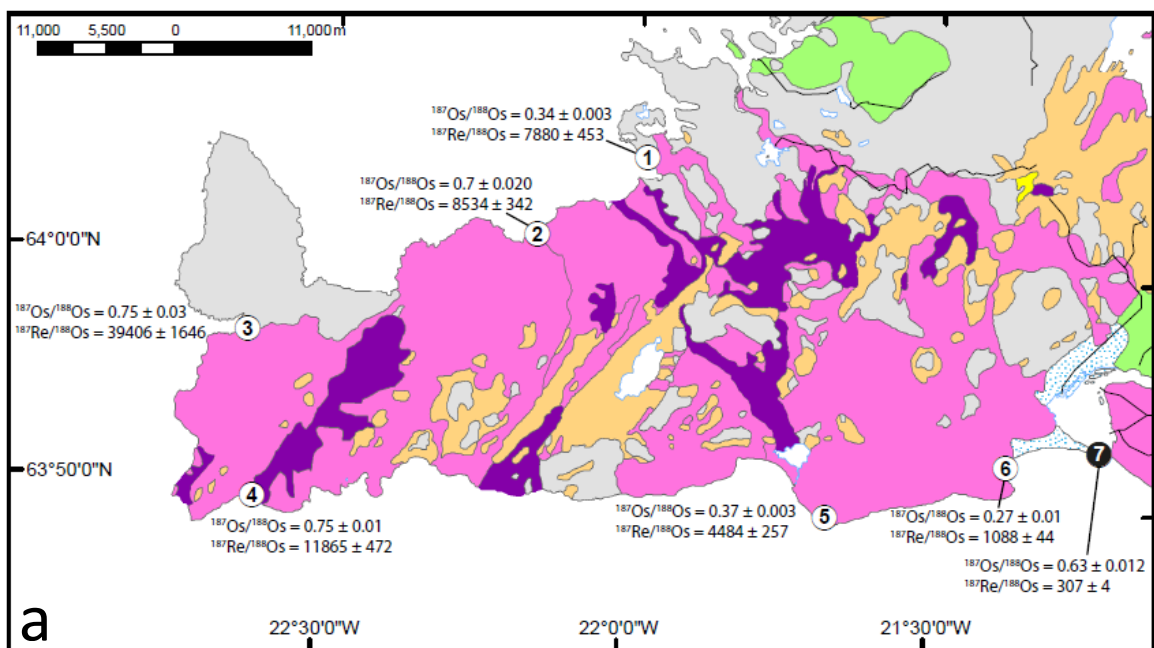 11,000 5,500 0 11,000 m
¹⁸⁷Os/¹⁸⁸Os = 0.34 ± 0.003
¹⁸⁷Re/¹⁸⁸Os = 7880 ± 453
1
¹⁸⁷Os/¹⁸⁸Os = 0.7 ± 0.020
¹⁸⁷Re/¹⁸⁸Os = 8534 ± 342
2
64°0'0"N
¹⁸⁷Os/¹⁸⁸Os = 0.75 ± 0.03
¹⁸⁷Re/¹⁸⁸Os = 39406 ± 1646
3
63°50'0"N
4
¹⁸⁷Os/¹⁸⁸Os = 0.75 ± 0.01
¹⁸⁷Re/¹⁸⁸Os = 11865 ± 472
¹⁸⁷Os/¹⁸⁸Os = 0.37 ± 0.003
¹⁸⁷Re/¹⁸⁸Os = 4484 ± 257
5
6
¹⁸⁷Os/¹⁸⁸Os = 0.27 ± 0.01
¹⁸⁷Re/¹⁸⁸Os = 1088 ± 44
7
¹⁸⁷Os/¹⁸⁸Os = 0.63 ± 0.012
¹⁸⁷Re/¹⁸⁸Os = 307 ± 4
a
22°30'0"W 22°0'0"W 21°30'0"W